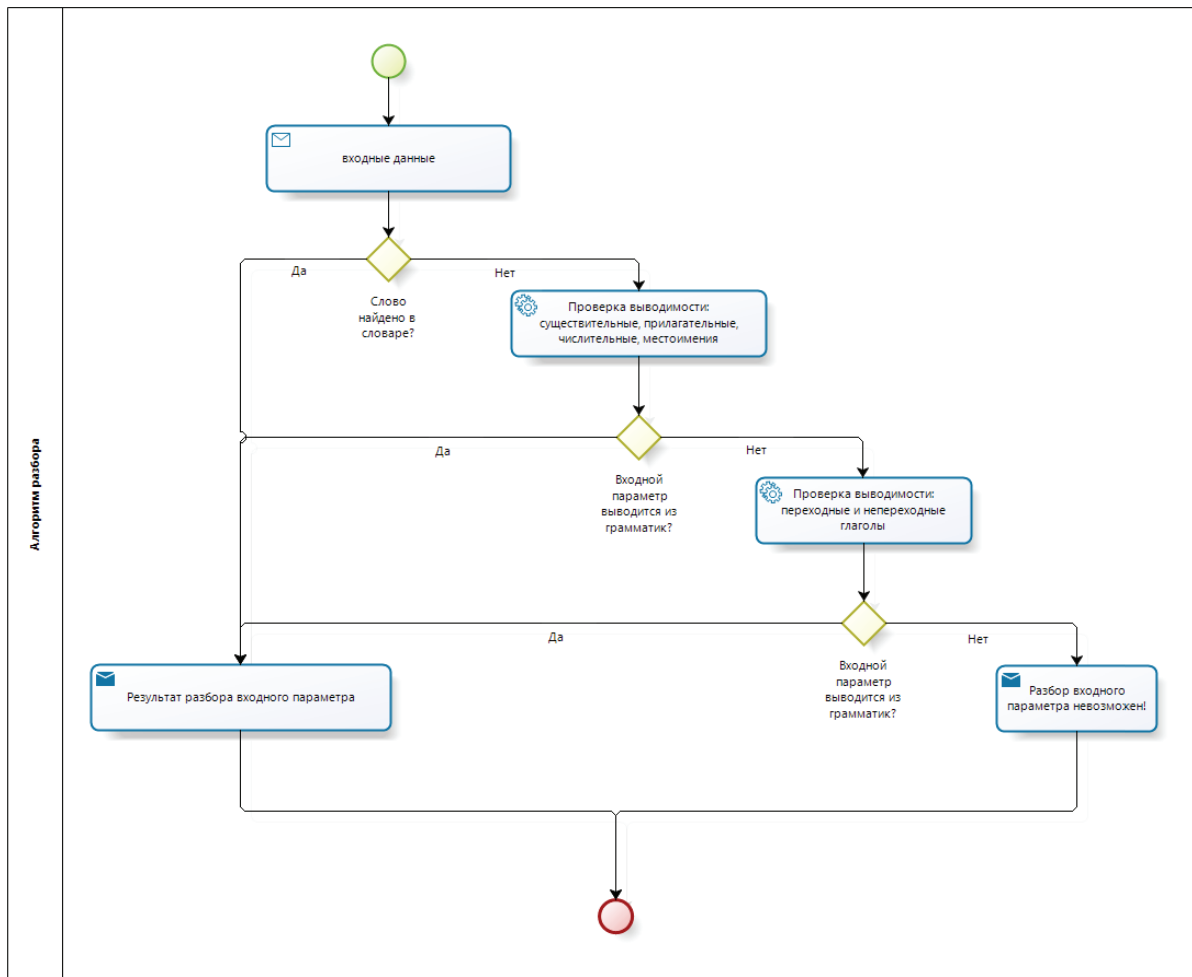 Алгоритм разбора
входные данные
Да
Нет
Слово
найдено в
словаре?
Проверка выводимости:
существительные, прилагательные,
числительные, местоимения
Да
Нет
Входной
параметр
выводится из
грамматик?
Проверка выводимости:
переходные и непереходные
глаголы
Да
Нет
Входной
параметр
выводится из
грамматик?
Результат разбора входного параметра
Разбор входного
параметра невозможен!